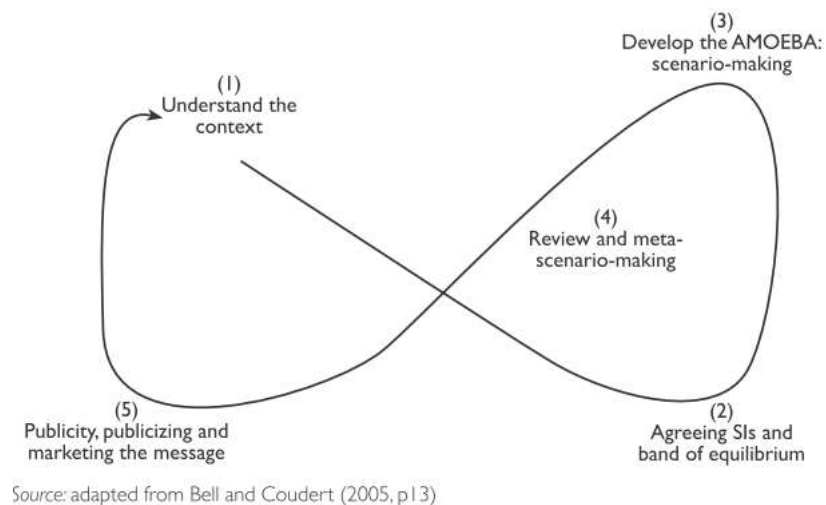 (3)
Develop the AMOEBA:
scenario-making
(1)
Understand the
context
(4)
Review and meta-
scenario-making
(5)
Publicity, publicizing and
marketing the message
(2)
Agreeing SIs and
band of equilibrium
Source: adapted from Bell and Coudert (2005, p13)